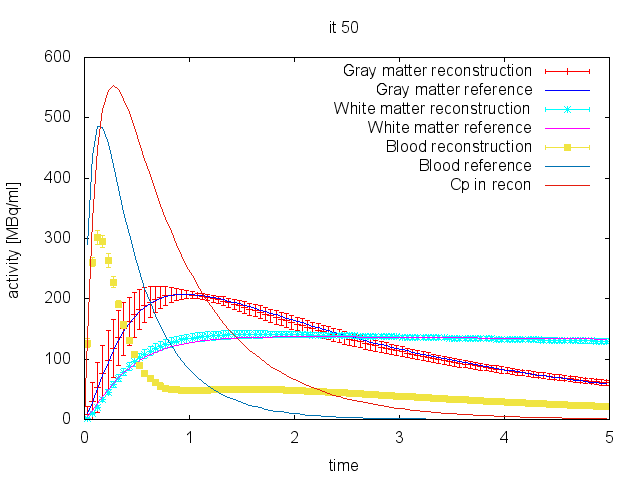 it 50
600
500
400
300
200
100
0
activity [MBq/ml]
Gray matter reconstruction
Gray matter reference
White matter reconstruction
White matter reference
Blood reconstruction
Blood reference
Cp in recon
0 1 2 3 4 5
time